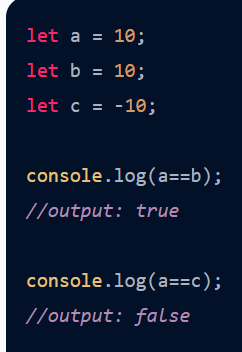 let a = 10;
let b = 10;
let c = -10;
console.log(a==b);
//output: true
console.log(a==c);
//output: false